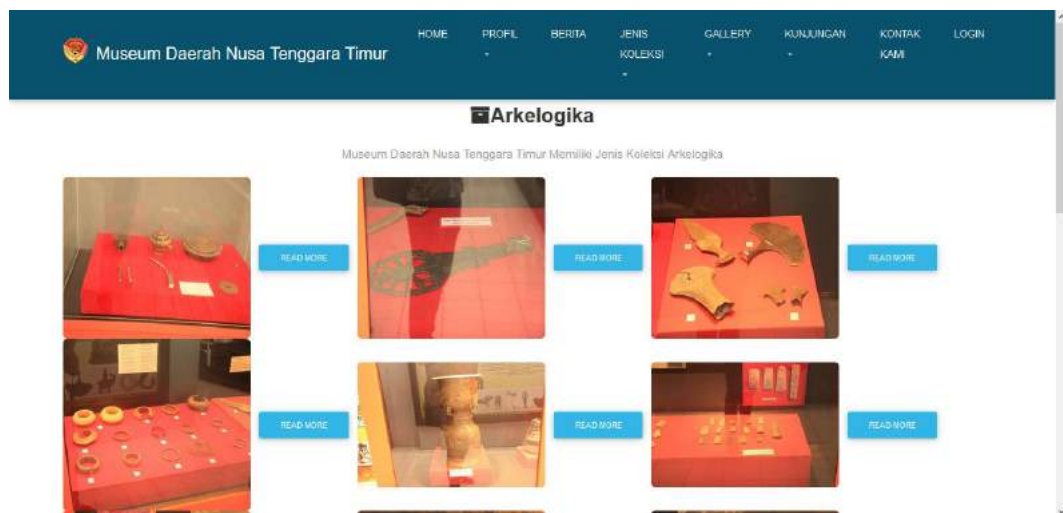 Museum Daerah Nusa Tenggara Timur
HOME
PROFIL
BERITA
JENIS
KOLEKSI
GALLERY
KUNJUNGAN
KONTAK
KAMI
LOGIN
Arkelogika
Museum Daerah Nusa Tenggara Timur Memiliki Jenis Koleksi Arkelogika
READ MORE
READ MORE
READ MORE
READ MORE
READ MORE
READ MORE